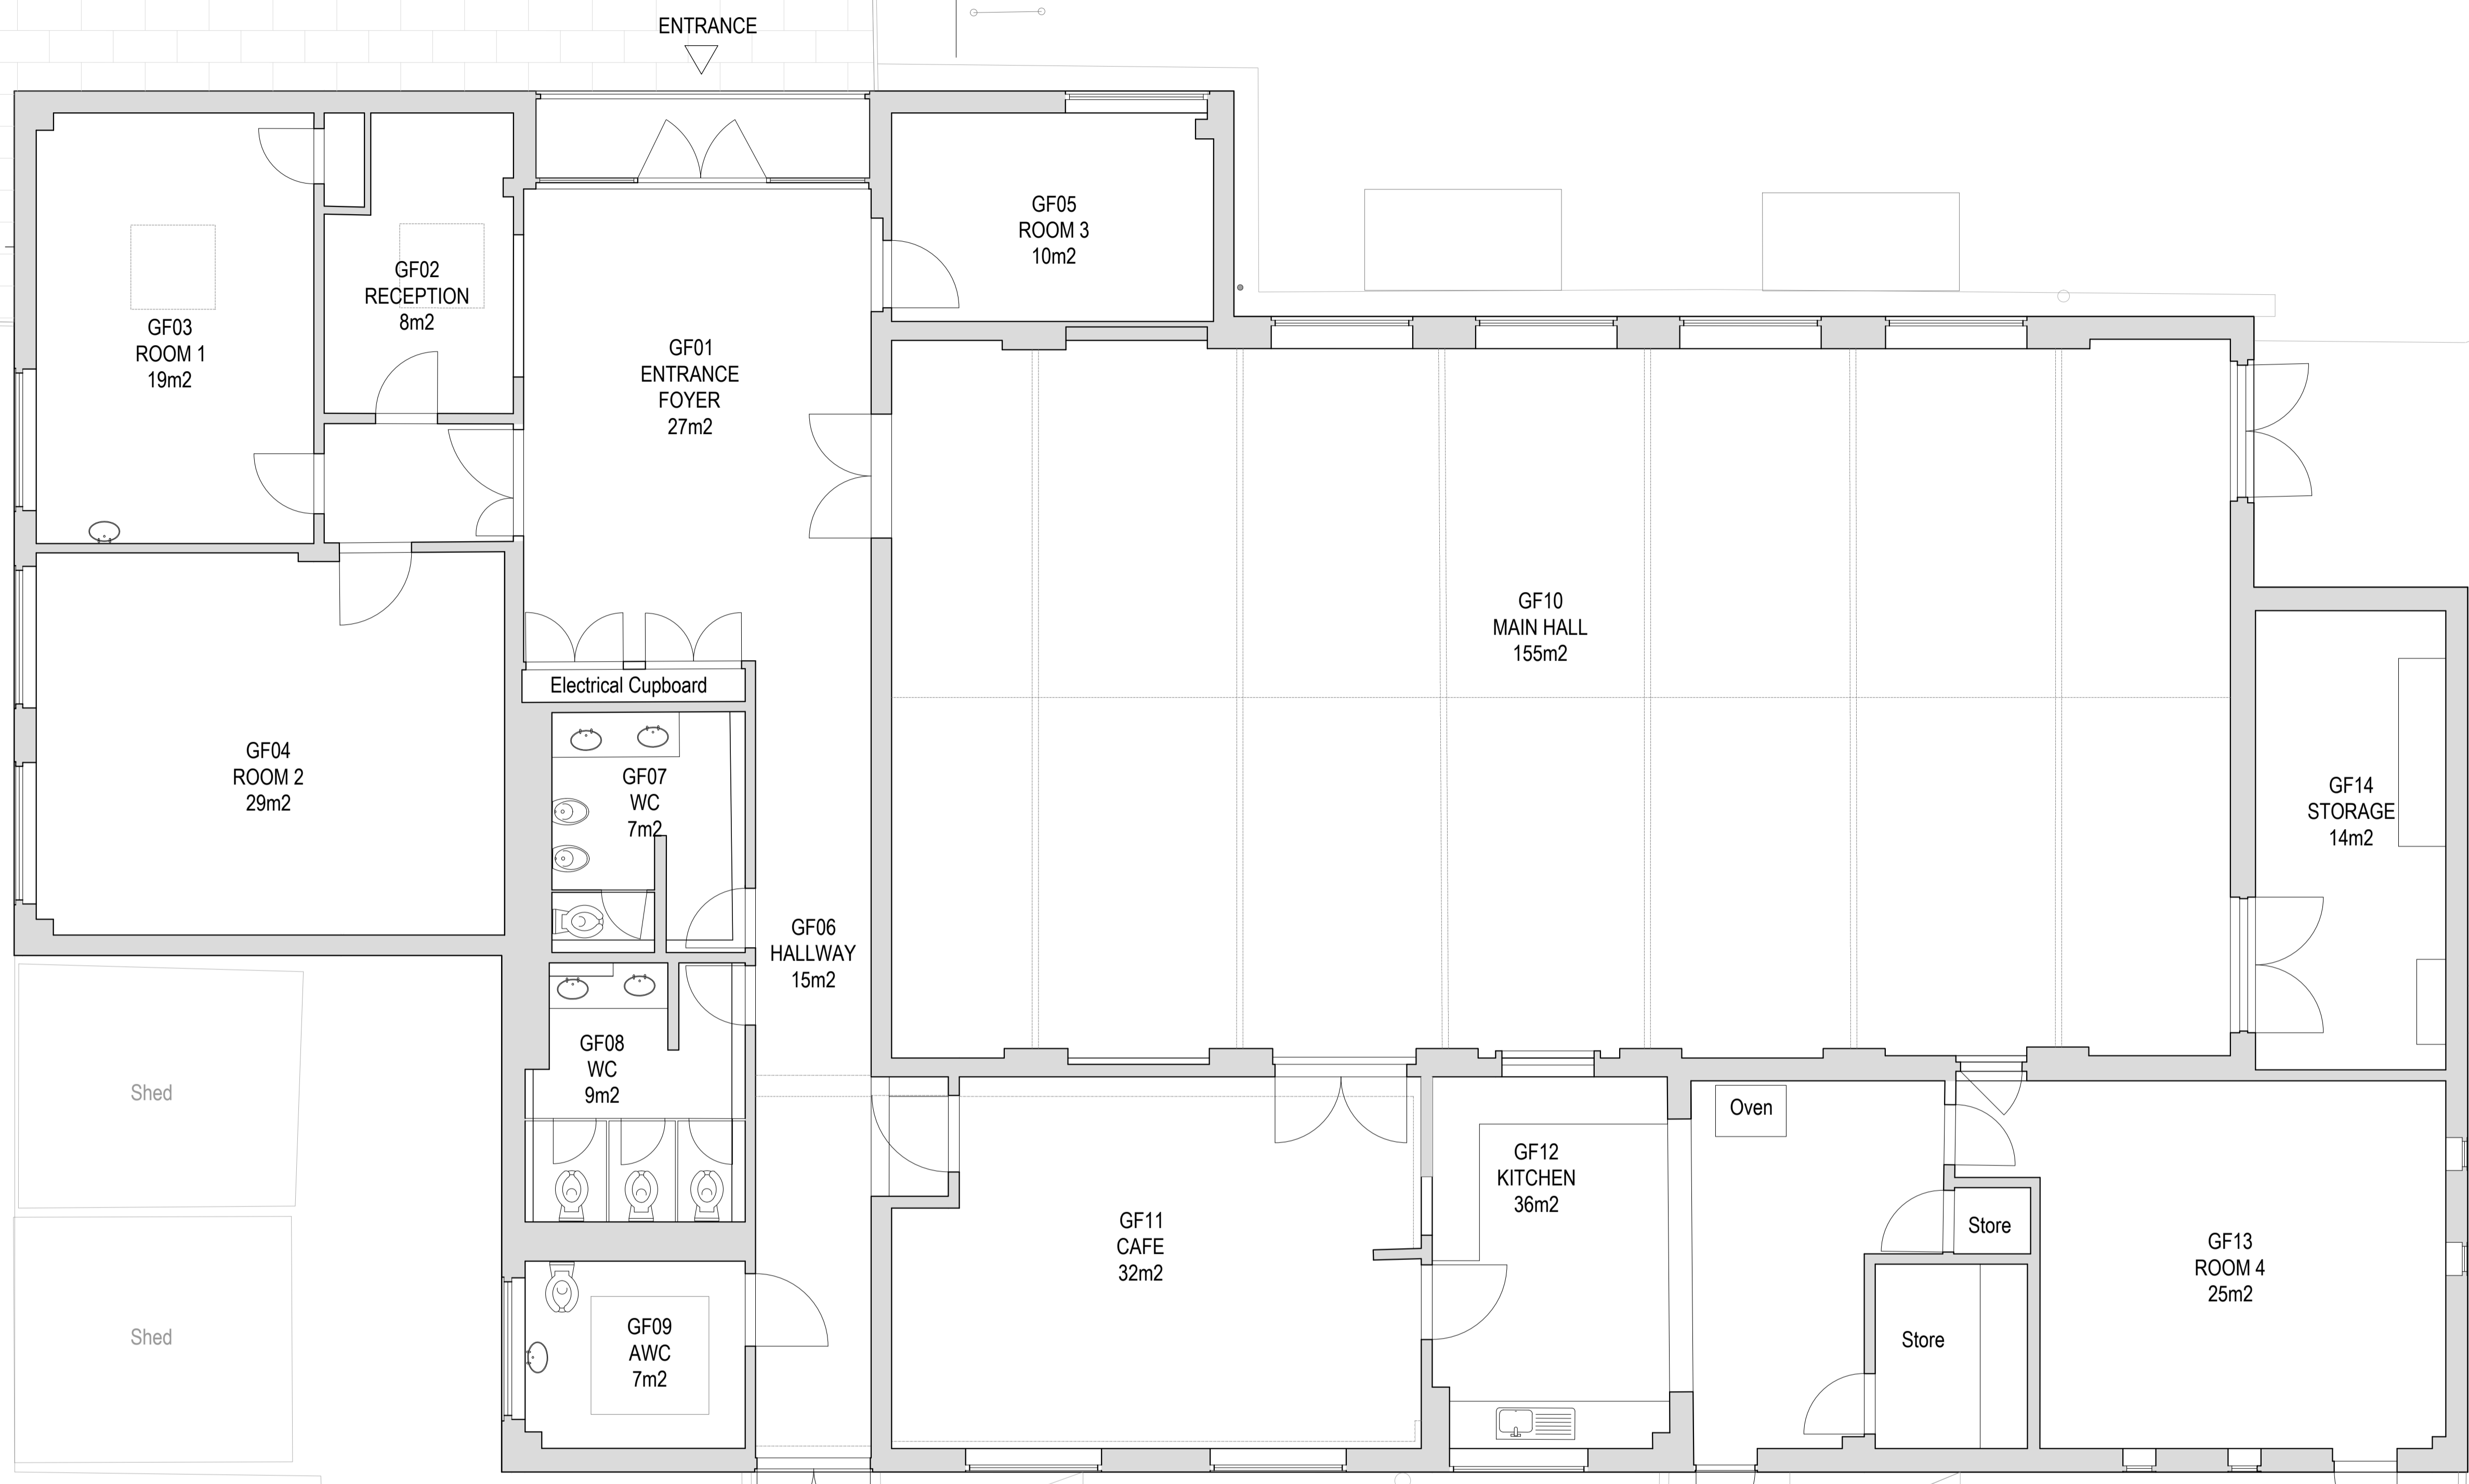 ENTRANCE
GF05
ROOM 3
10m2
GF02
RECEPTION
8m2
GF03
ROOM 1
19m2
GF01
ENTRANCE
FOYER
27m2
GF10
MAIN HALL
155m2
Electrical Cupboard
GF04
ROOM 2
29m2
GF07
WC
7m2
GF14
STORAGE
14m2
GF06
HALLWAY
15m2
GF08
WC
9m2
Shed
Oven
GF12
KITCHEN
36m2
GF11
CAFE
32m2
Store
GF13
ROOM 4
25m2
Shed
GF09
AWC
7m2
Store